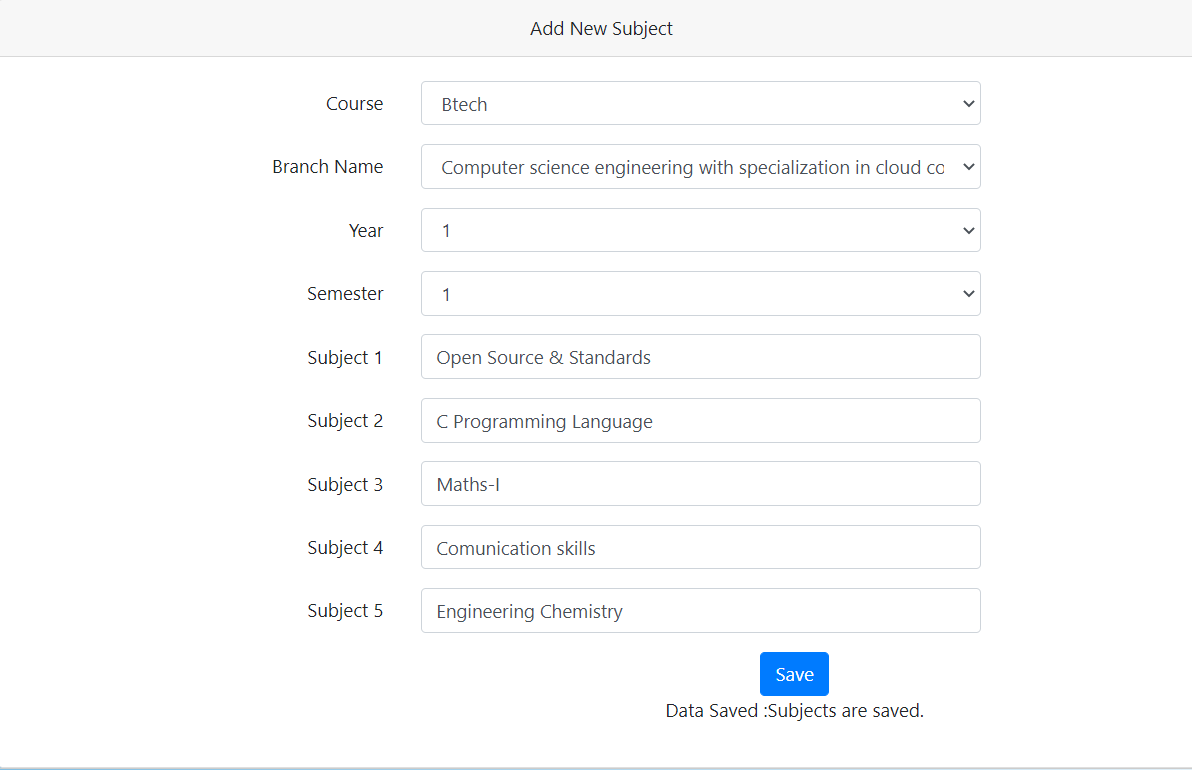 Add New Subject
Course Btech
Branch Name Computer science engineering with specialization in cloud co
Year 1
Semester 1
Subject 1 Open Source & Standards
Subject 2 C Programming Language
Subject 3 Maths-I
Subject 4 Comunication skills
Subject 5 Engineering Chemistry
Save
Data Saved :Subjects are saved.